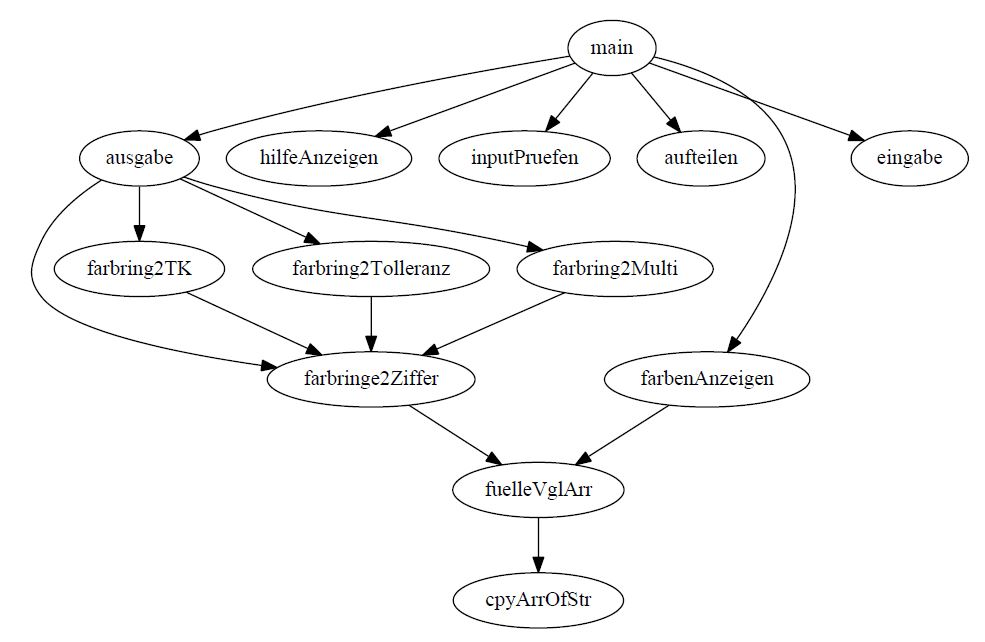 main
ausgabe
hilfeAnzeigen
inputPruefen
aufteilen
eingabe
farbring2TK
farbring2Tolleranz
farbring2Multi
farbringe2Ziffer
farbenAnzeigen
fuelleVglArr
cpyArrOfStr